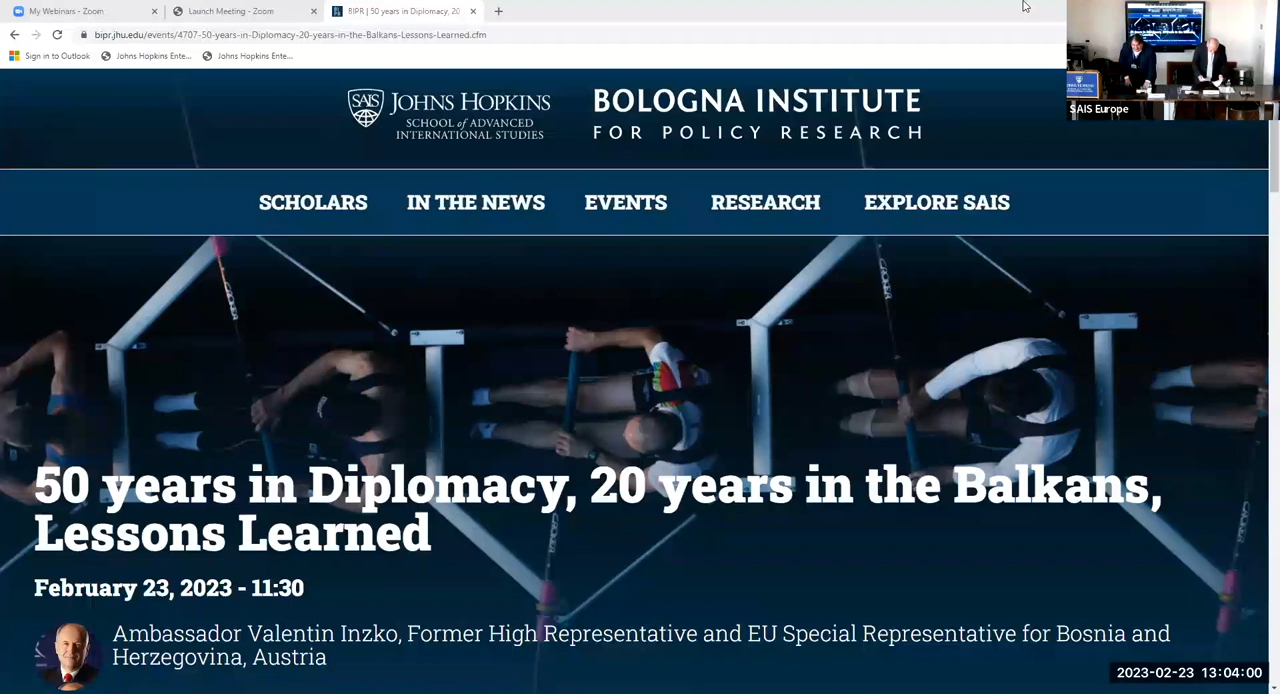 My Webinars - Zoom
Launch Meeting - Zoom
BIPR | 50 years in Diplomacy, 20
bipr.jhu.edu/events/4707-50-years-in-Diplomacy-20-years-in-the-Balkans-Lessons-Learned.cfm
Sign in to Outlook
Johns Hopkins Ente...
Johns Hopkins Ente...
SAIS Europe
SAIS
JOHNS HOPKINS
SCHOOL of ADVANCED
INTERNATIONAL STUDIES
BOLOGNA INSTITUTE
FOR POLICY RESEARCH
SCHOLARS IN THE NEWS EVENTS RESEARCH EXPLORE SAIS
50 years in Diplomacy, 20 years in the Balkans,
Lessons Learned
February 23, 2023 - 11:30
Ambassador Valentin Inzko, Former High Representative and EU Special Representative for Bosnia and
Herzegovina, Austria
2023-02-23 13:04:00